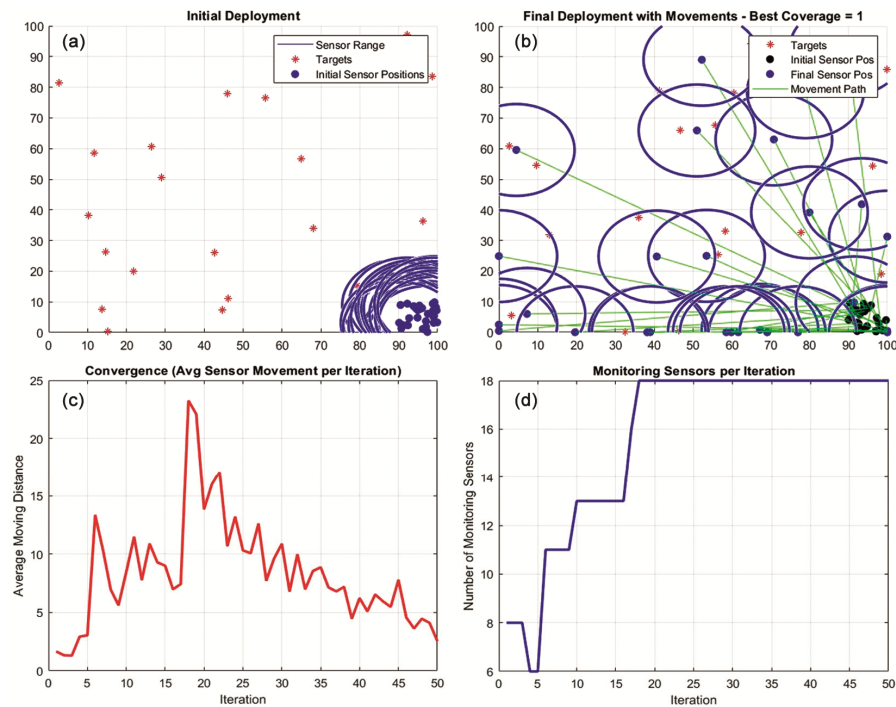 Initial Deployment
(a)
Sensor Range
Targets
Initial Sensor Positions
100
90
80
70
60
50
40
30
20
10
0
0 10 20 30 40 50 60 70 80 90 100
Final Deployment with Movements - Best Coverage = 1
(b)
Targets
Initial Sensor Pos
Final Sensor Pos
Movement Path
100
90
80
70
60
50
40
30
20
10
0
0 10 20 30 40 50 60 70 80 90 100
Convergence (Avg Sensor Movement per Iteration)
(c)
Average Moving Distance
25
20
15
10
5
0
0 5 10 15 20 25 30 35 40 45 50
Iteration
Monitoring Sensors per Iteration
(d)
Number of Monitoring Sensors
18
16
14
12
10
8
6
0 5 10 15 20 25 30 35 40 45 50
Iteration